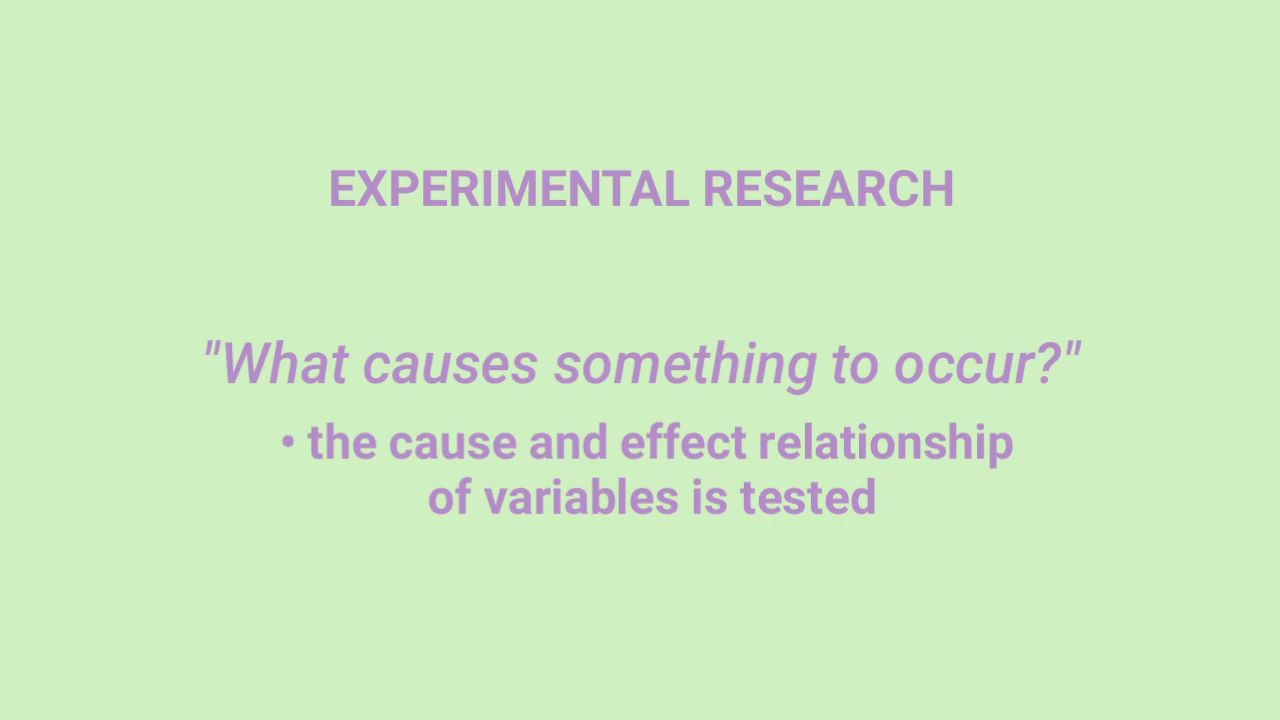 EXPERIMENTAL RESEARCH
"What causes something to occur?"
• the cause and effect relationship
of variables is tested